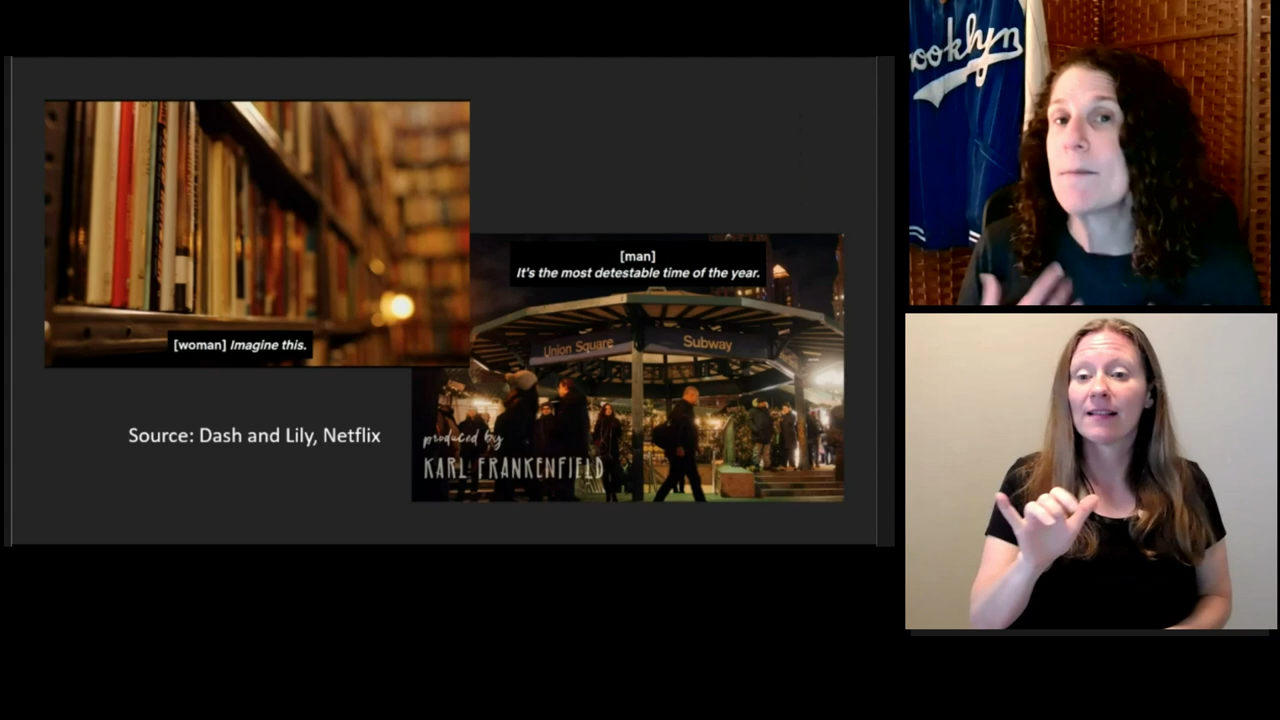 [woman] Imagine this.
[man]
It's the most detestable time of the year.
Union Square Subway
produced by
KARL FRANKENFIELD
Source: Dash and Lily, Netflix
ooklyn